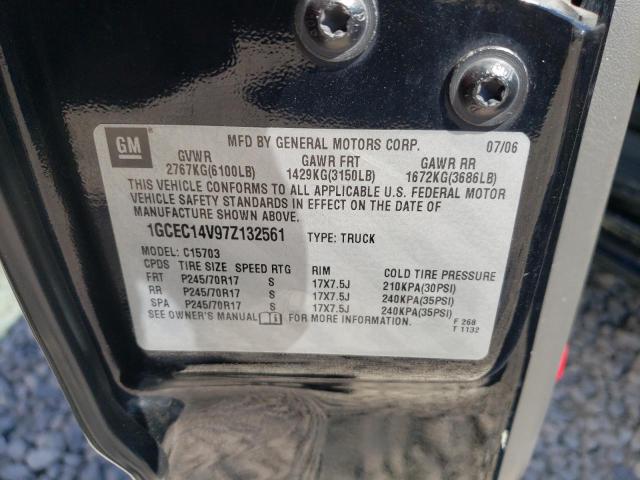 GM
MFD BY GENERAL MOTORS CORP. 07/06
GVWR GAWR FRT GAWR RR
2767KG(6100LB) 1429KG(3150LB) 1672KG(3686LB)
THIS VEHICLE CONFORMS TO ALL APPLICABLE U.S. FEDERAL MOTOR
VEHICLE SAFETY STANDARDS IN EFFECT ON THE DATE OF
MANUFACTURE SHOWN ABOVE.
1GCEC14V97Z132561 TYPE: TRUCK
MODEL: C15703
CPDS TIRE SIZE SPEED RTG RIM COLD TIRE PRESSURE
FRT P245/70R17 S 17X7.5J 210KPA(30PSI)
RR P245/70R17 S 17X7.5J 240KPA(35PSI)
SPA P245/70R17 S 17X7.5J 240KPA(35PSI)
SEE OWNER'S MANUAL FOR MORE INFORMATION. F 268
T 1132